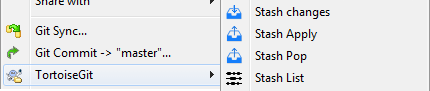 Share with
Git Sync...
Git Commit -> "master"...
TortoiseGit
Stash changes
Stash Apply
Stash Pop
Stash List